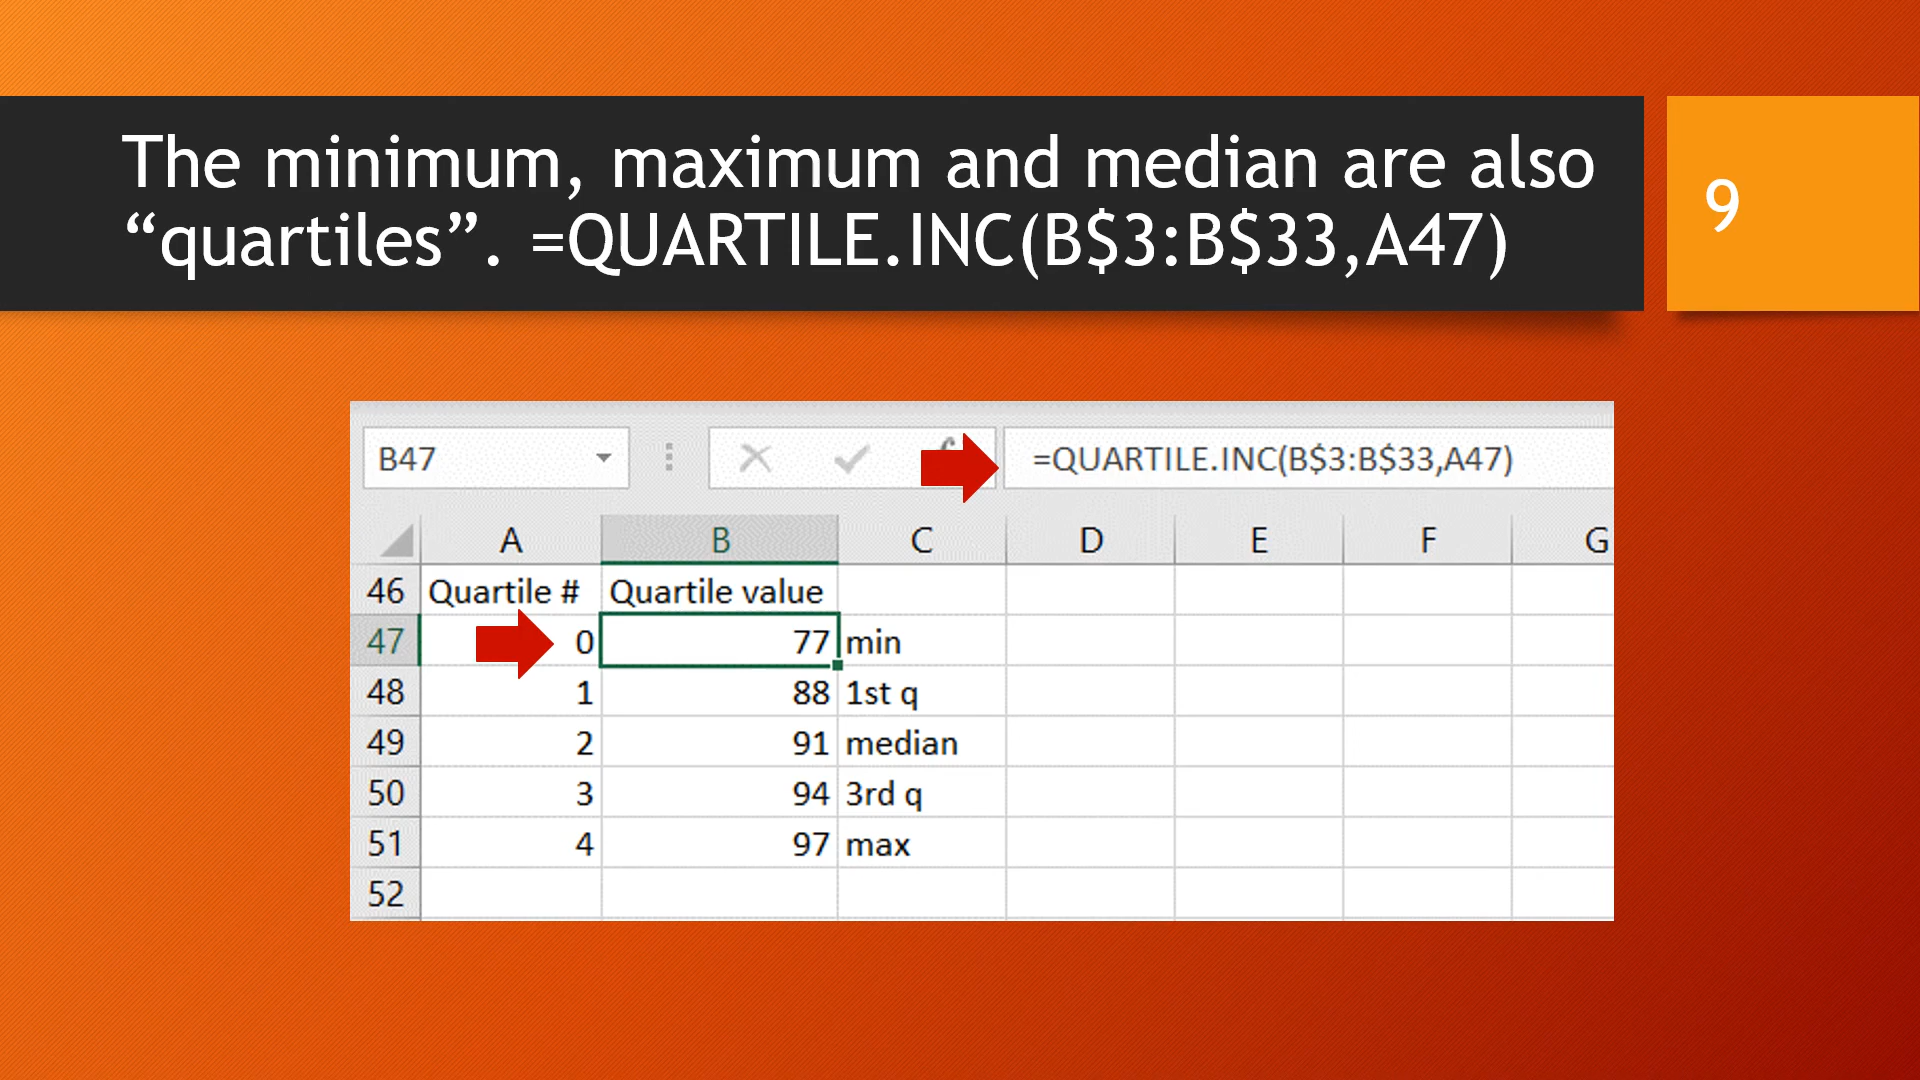 The minimum, maximum and median are also
“quartiles”. =QUARTILE.INC(B$3:B$33,A47)
9
B47 =QUARTILE.INC(B$3:B$33,A47)
A B C D E F G
46 Quartile # Quartile value
47 0 77 min
48 1 88 1st q
49 2 91 median
50 3 94 3rd q
51 4 97 max
52